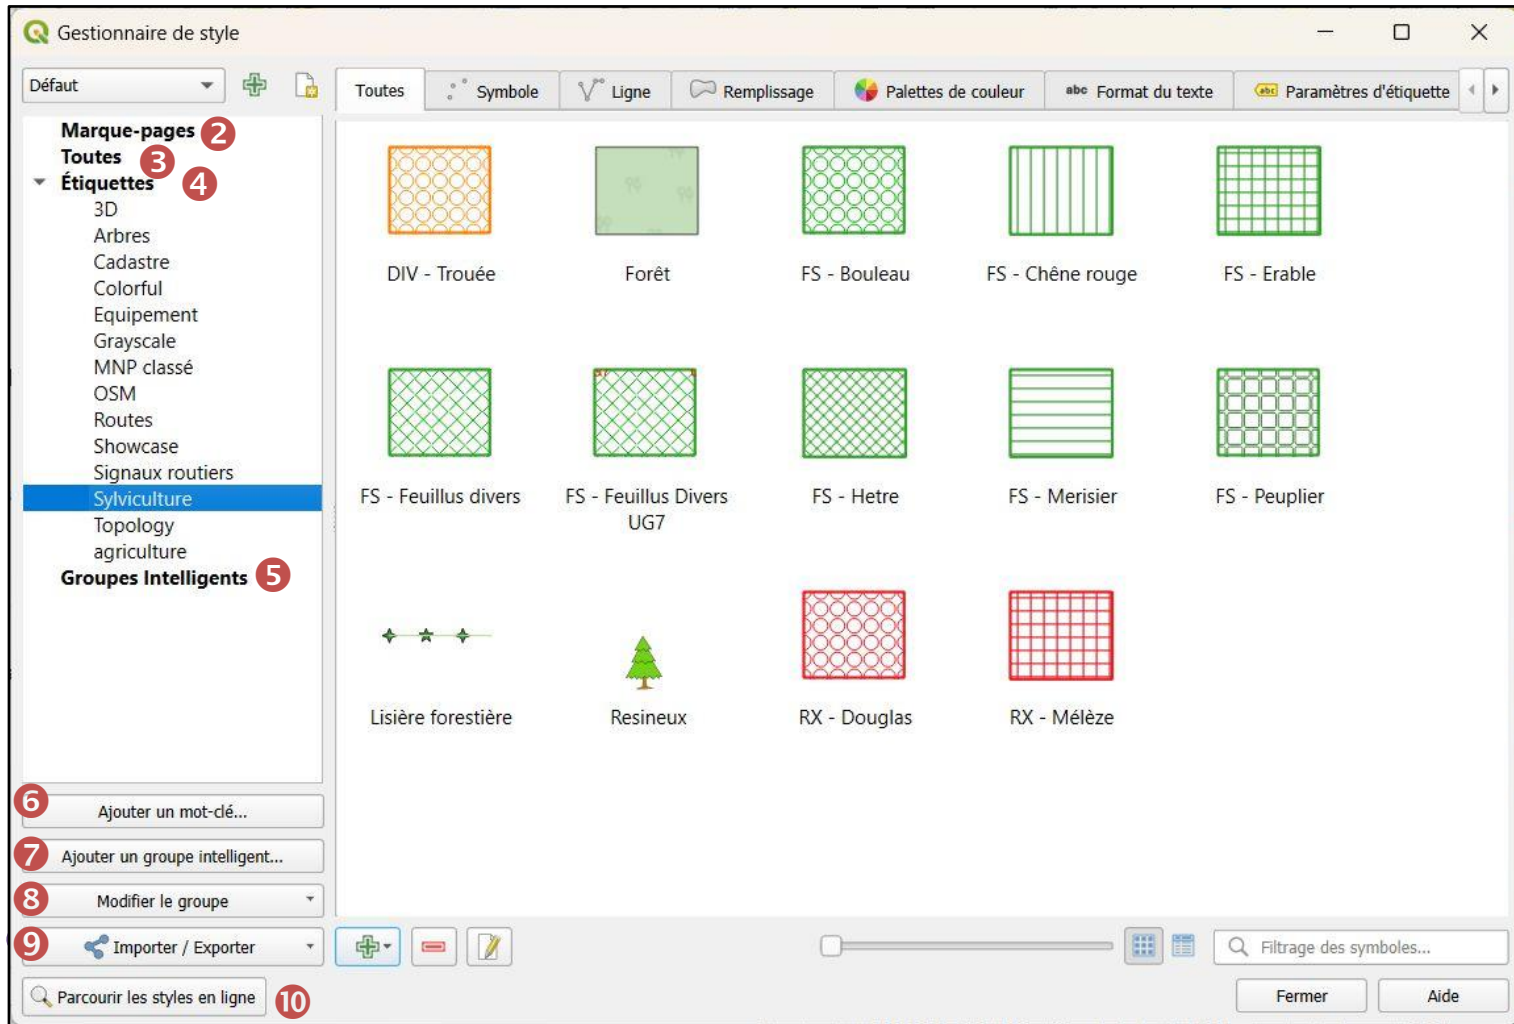 Gestionnaire de style
Défaut
Toutes
Symbole
Ligne
Remplissage
Palettes de couleur
abc Format du texte
abc Paramètres d'étiquette
Marque-pages 2
Toutes 3
Étiquettes 4
3D
Arbres
Cadastre
Colorful
Equipement
Grayscale
MNP classé
OSM
Routes
Showcase
Signaux routiers
Sylviculture
Topology
agriculture
Groupes Intelligents 5
DIV - Trouée
Forêt
FS - Bouleau
FS - Chêne rouge
FS - Erable
FS - Feuillus divers
FS - Feuillus Divers
UG7
FS - Hetre
FS - Merisier
FS - Peuplier
Lisière forestière
Resineux
RX - Douglas
RX - Mélèze
6 Ajouter un mot-clé...
7 Ajouter un groupe intelligent...
8 Modifier le groupe
9 Importer / Exporter
Filtrage des symboles...
Parcourir les styles en ligne 10
Fermer
Aide